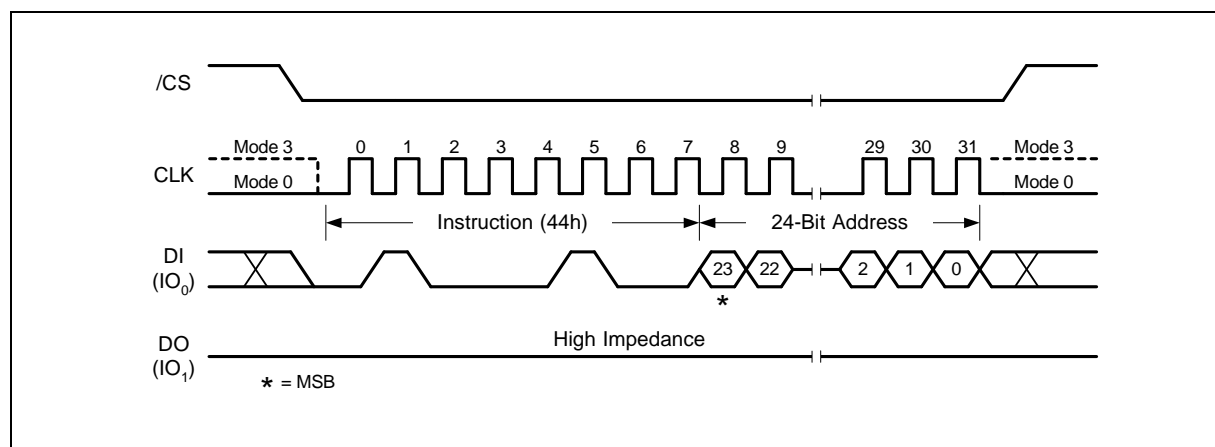 /CS
Mode 3 0 1 2 3 4 5 6 7 8 9 29 30 31 Mode 3
CLK Mode 0 Mode 0
Instruction (44h) 24-Bit Address
DI
(IO0) 23 22 2 1 0
*
DO High Impedance
(IO1)
* = MSB